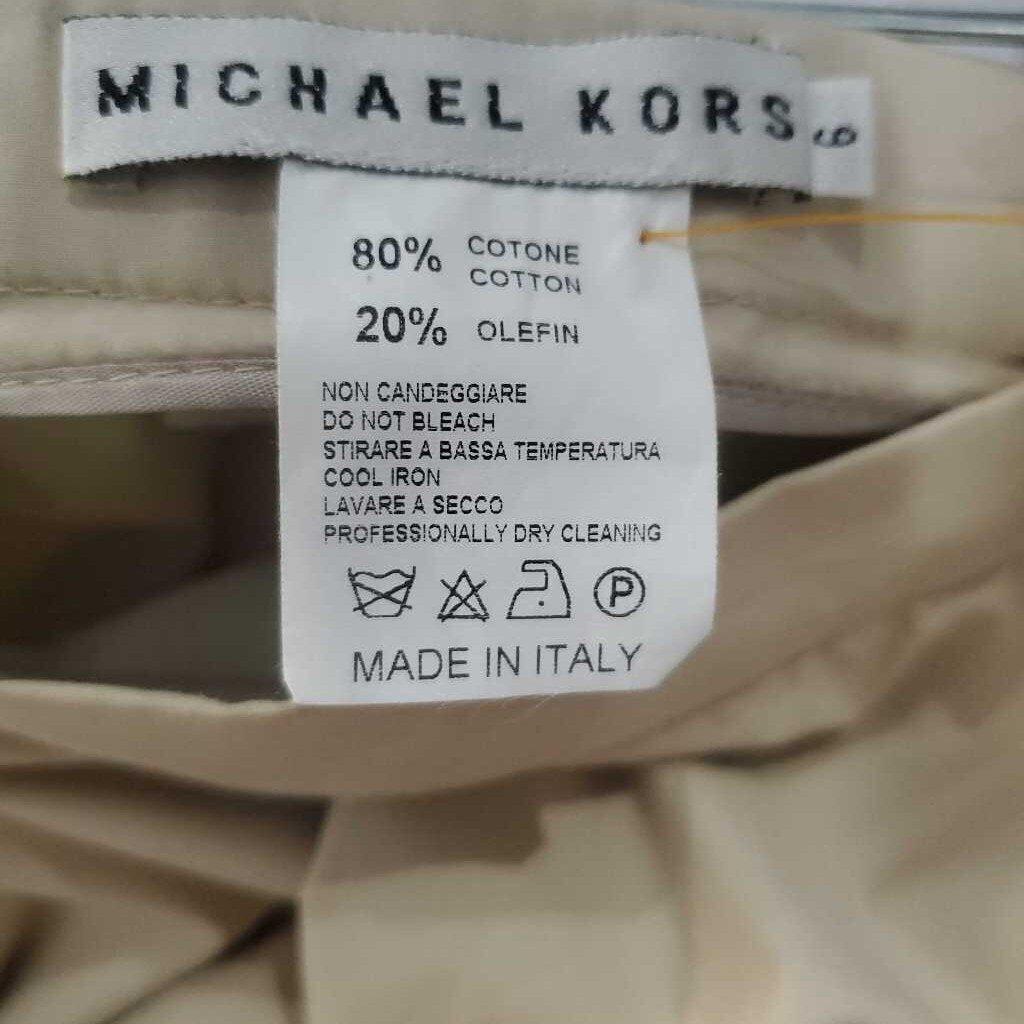 MICHAEL KORS
6
80% COTONE
COTTON
20% OLEFIN
NON CANDEGGIARE
DO NOT BLEACH
STIRARE A BASSA TEMPERATURA
COOL IRON
LAVARE A SECCO
PROFESSIONALLY DRY CLEANING
P
MADE IN ITALY